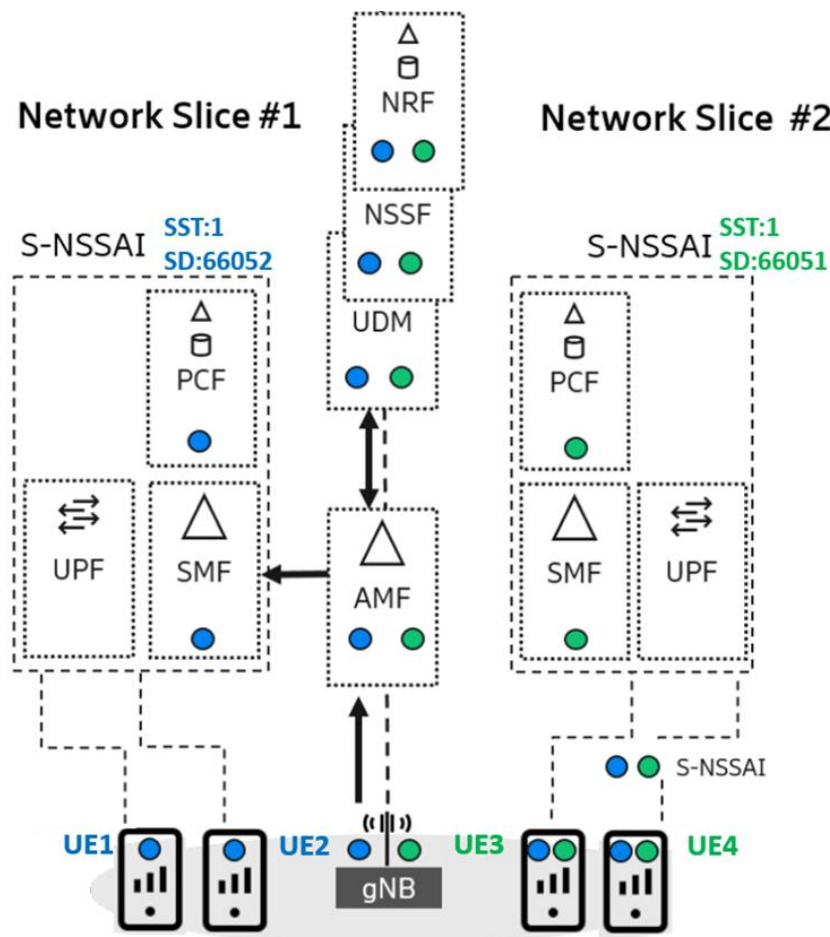 NRF
Network Slice #1
Network Slice #2
NSSF
S-NSSAI
SST:1
SD:66052
S-NSSAI
SST:1
SD:66051
UDM
PCF
PCF
UPF
SMF
AMF
SMF
UPF
S-NSSAI
UE1
UE2
UE3
UE4
gNB